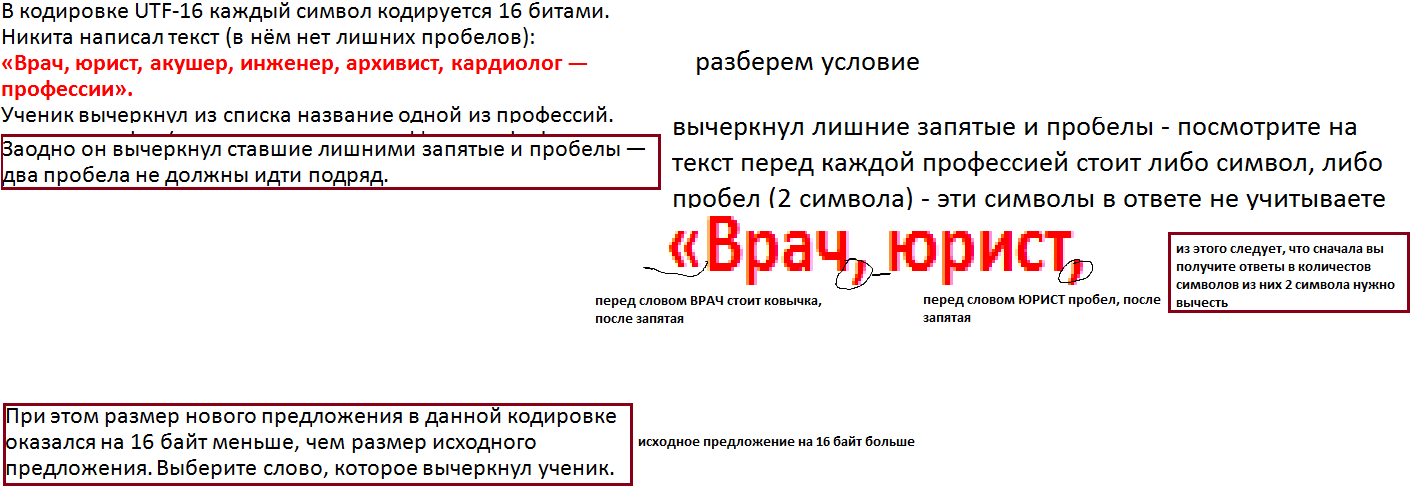 В кодировке UTF-16 каждый символ кодируется 16 битами.
Никита написал текст (в нём нет лишних пробелов):
«Врач, юрист, акушер, инженер, архивист, кардиолог —
профессии».
Ученик вычеркнул из списка название одной из профессий.
Заодно он вычеркнул ставшие лишними запятые и пробелы —
два пробела не должны идти подряд.
разберем условие
вычеркнул лишние запятые и пробелы - посмотрите на
текст перед каждой профессией стоит либо символ, либо
пробел (2 символа) - эти символы в ответе не учитываете
«Врач, юрист,
перед словом ВРАЧ стоит ковычка,
после запятая
перед словом ЮРИСТ пробел, после
запятая
из этого следует, что сначала вы
получите ответы в количестов
символов из них 2 символа нужно
вычесть
При этом размер нового предложения в данной кодировке
оказался на 16 байт меньше, чем размер исходного
предложения. Выберите слово, которое вычеркнул ученик.
исходное предложение на 16 байт больше